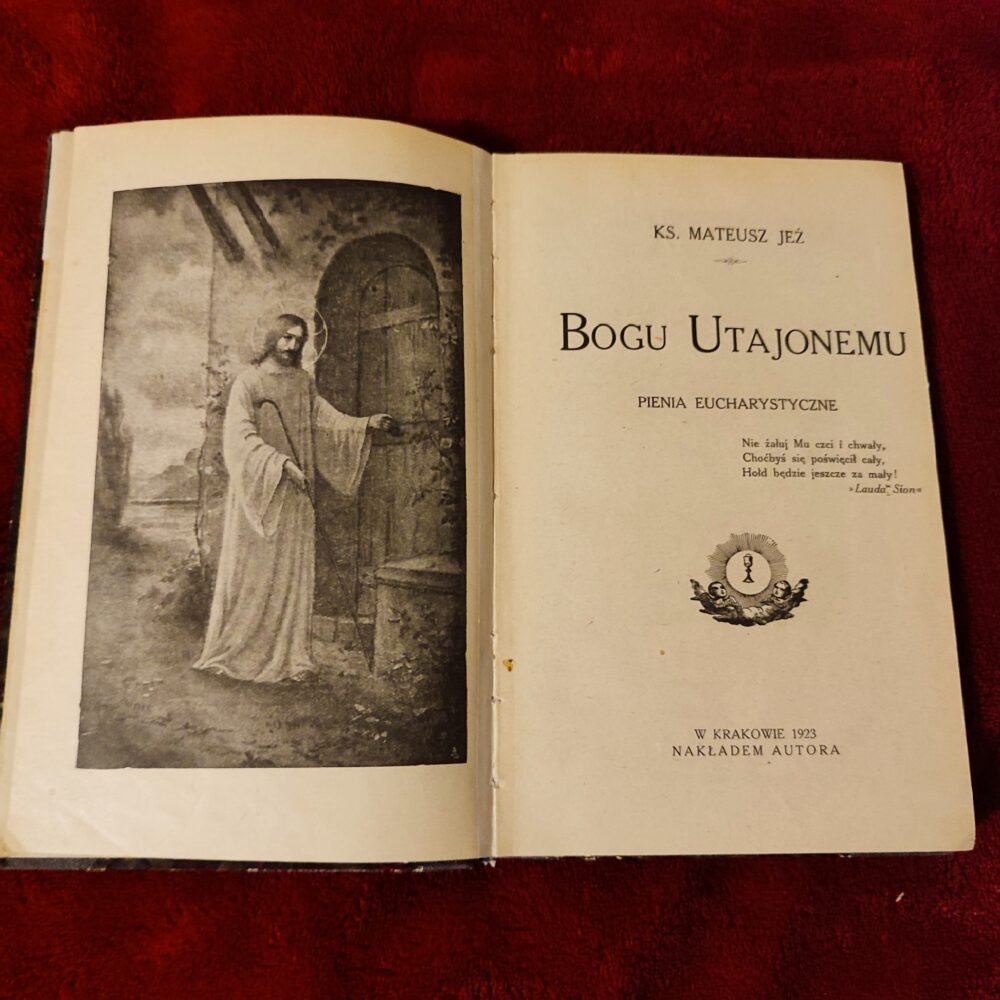 KS. MATEUSZ JEŻ
BOGU UTAJONEMU
PIENIA EUCHARYSTYCZNE
Nie żałuj Mu czci i chwały,
Choćbyś się poświęcił cały,
Hołd będzie jeszcze za mały!
»Lauda Sion«
W KRAKOWIE 1923
NAKŁADEM AUTORA